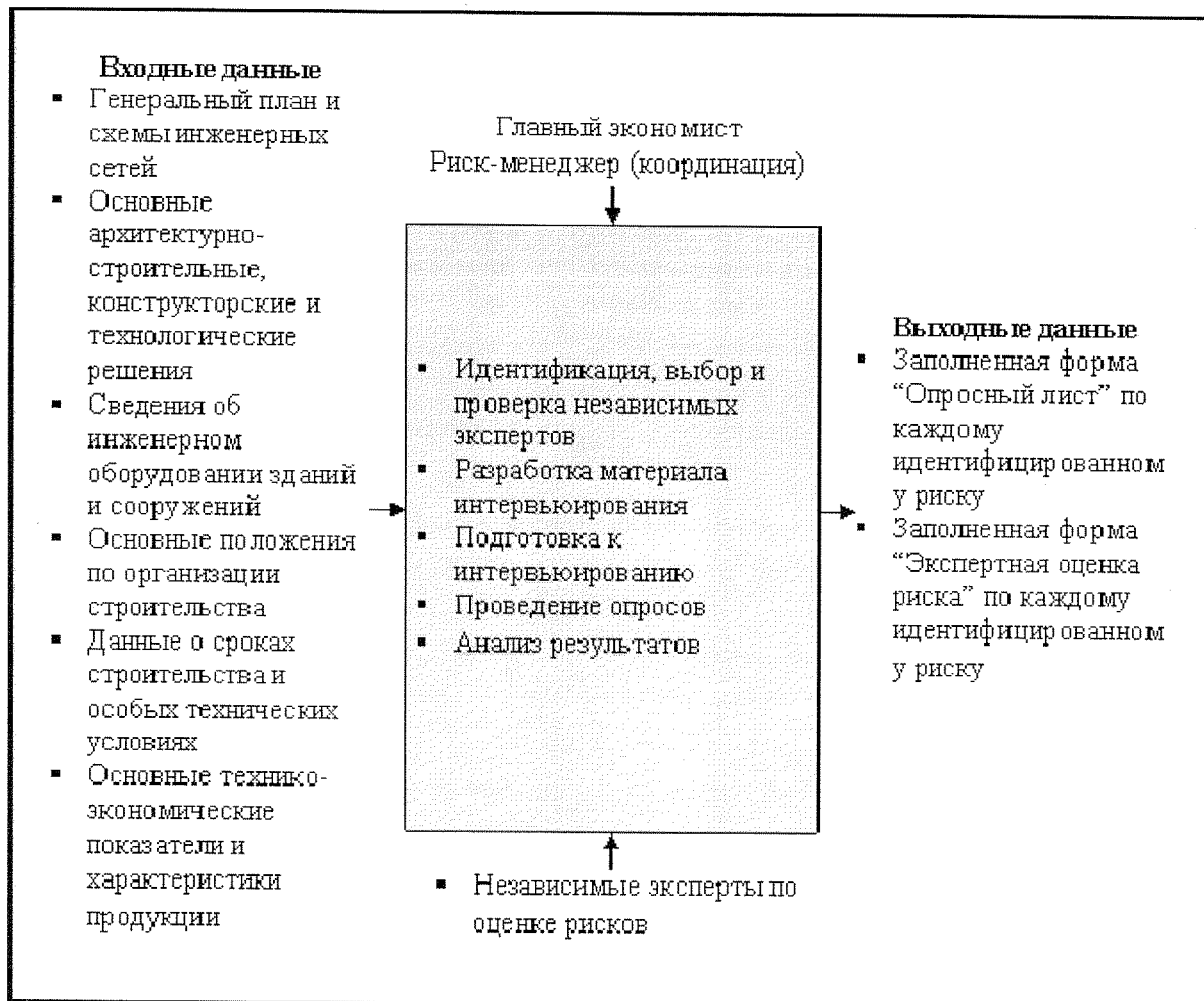 Входные данные
▪ Генеральный план и
схемы инженерных
сетей
▪ Основные
архитектурно-
строительные,
конструкторские и
технологические
решения
▪ Сведения об
инженерном
оборудовании зданий
и сооружений
▪ Основные положения
по организации
строительства
▪ Данные о сроках
строительства и
особых технических
условиях
▪ Основные технико-
экономические
показатели и
характеристики
продукции
Главный экономист
Риск-менеджер (координация)
▪ Идентификация, выбор и
проверка независимых
экспертов
▪ Разработка материала
интервьюирования
▪ Подготовка к
интервьюированию
▪ Проведение опросов
▪ Анализ результатов
▪ Независимые эксперты по
оценке рисков
Выходные данные
▪ Заполненная форма
“Опросный лист” по
каждому
идентифицированном
у риску
▪ Заполненная форма
“Экспертная оценка
риска” по каждому
идентифицированном
у риску